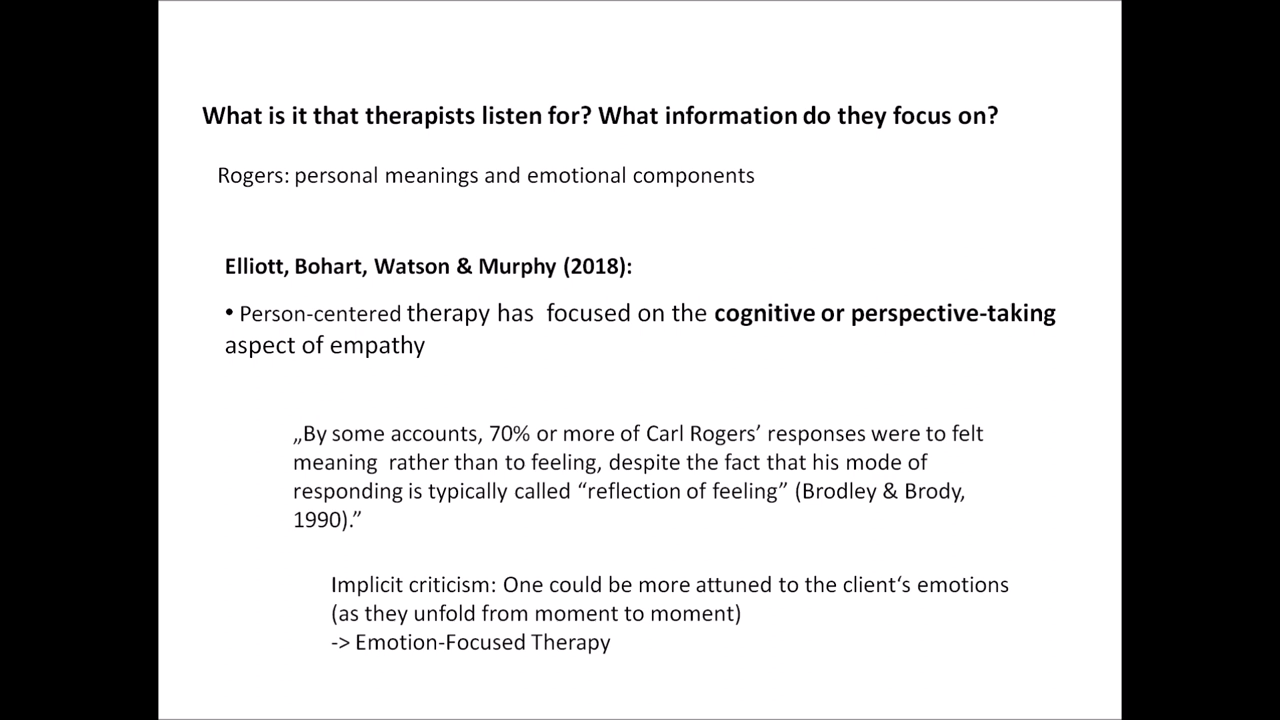 What is it that therapists listen for? What information do they focus on?
Rogers: personal meanings and emotional components
Elliott, Bohart, Watson & Murphy (2018):
• Person-centered therapy has focused on the cognitive or perspective-taking
aspect of empathy
„By some accounts, 70% or more of Carl Rogers’ responses were to felt
meaning rather than to feeling, despite the fact that his mode of
responding is typically called “reflection of feeling” (Brodley & Brody,
1990).”
Implicit criticism: One could be more attuned to the client‘s emotions
(as they unfold from moment to moment)
-> Emotion-Focused Therapy